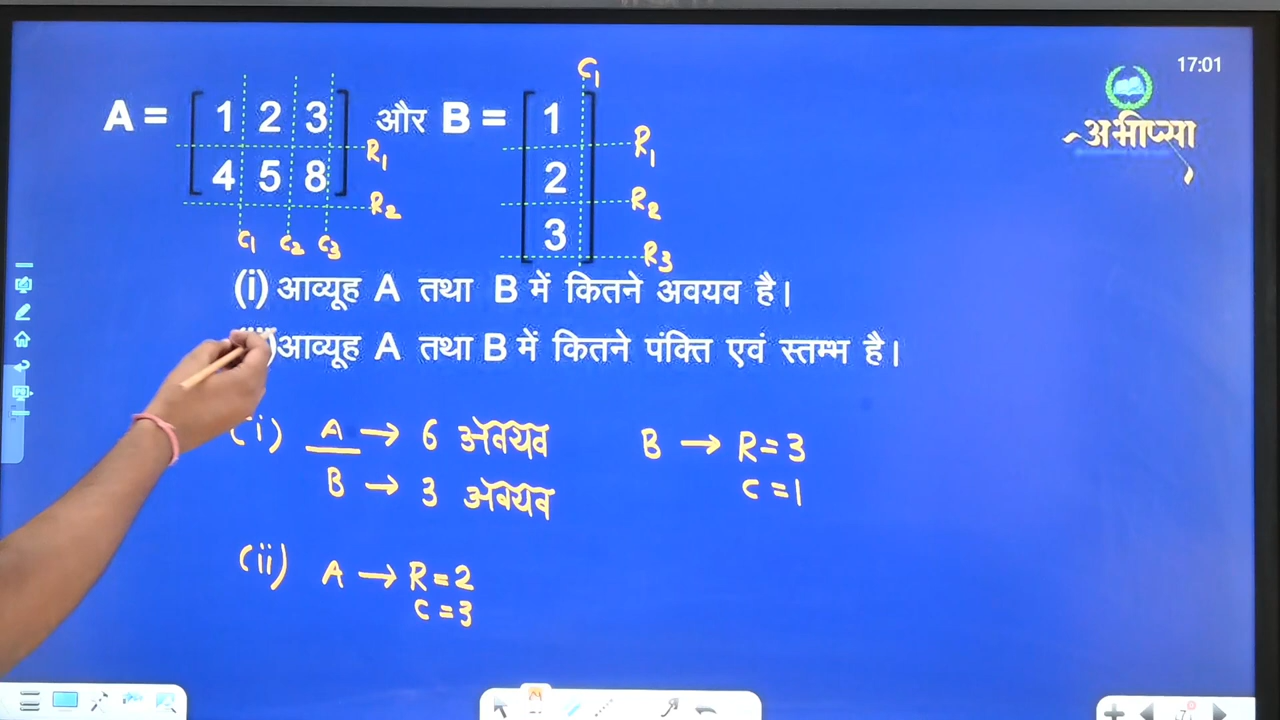 17:01
अभीप्सा
A = [ 1 2 3 और B = [ 1
4 5 8 ] 2
3 ]
C₁
R₁
R₂
C₁ C₂ C₃
R₁
R₂
R₃
(i) आव्यूह A तथा B में कितने अवयव है।
आव्यूह A तथा B में कितने पंक्ति एवं स्तम्भ है।
(i) A → 6 अवयव
B → 3 अवयव
B → R = 3
C = 1
(ii) A → R = 2
C = 3
7